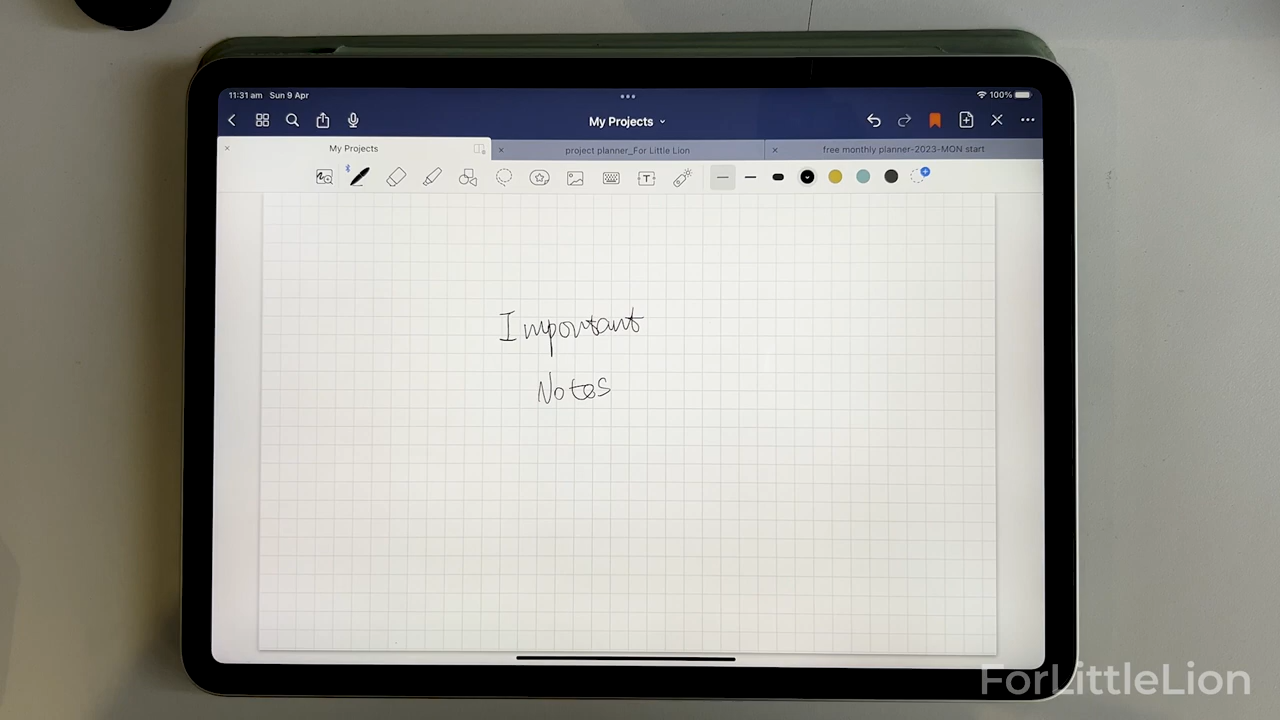 11:31 am Sun 9 Apr
100%
My Projects
My Projects
project planner_For Little Lion
free monthly planner-2023-MON start
T
Important
Notes
ForLittleLion